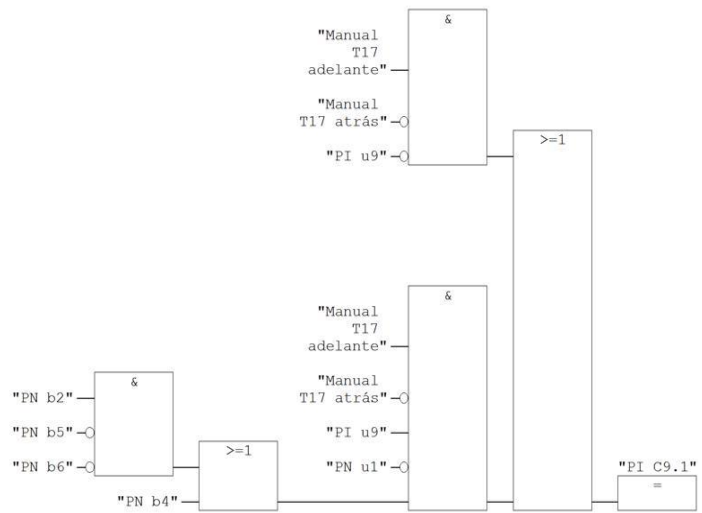 &
"Manual
T17
adelante"
"Manual
T17 atrás"
"PI u9"
>=1
&
"Manual
T17
adelante"
"Manual
T17 atrás"
"PI u9"
"PN u1"
&
"PN b2"
"PN b5"
"PN b6"
>=1
"PN b4"
"PI C9.1"
=